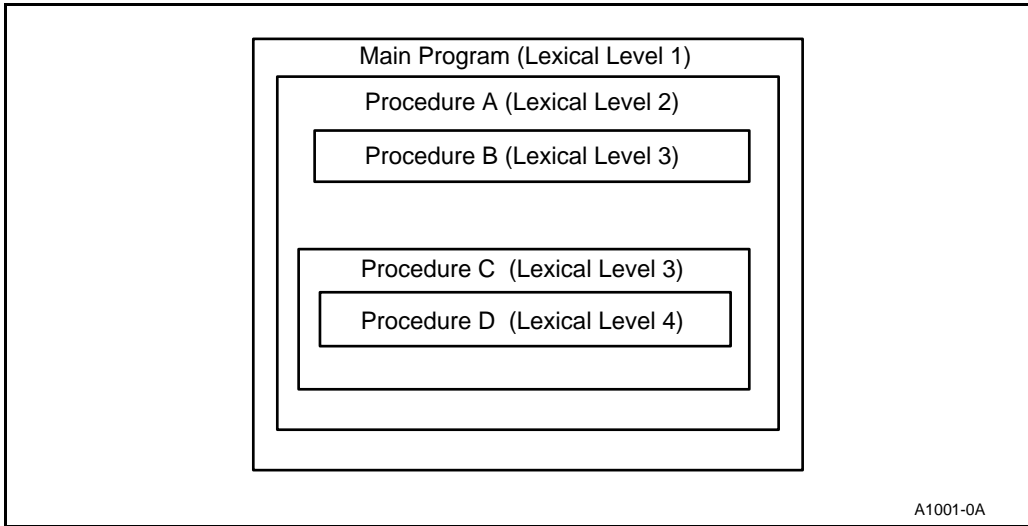 Main Program (Lexical Level 1)
Procedure A (Lexical Level 2)
Procedure B (Lexical Level 3)
Procedure C  (Lexical Level 3)
Procedure D  (Lexical Level 4)
A1001-0A